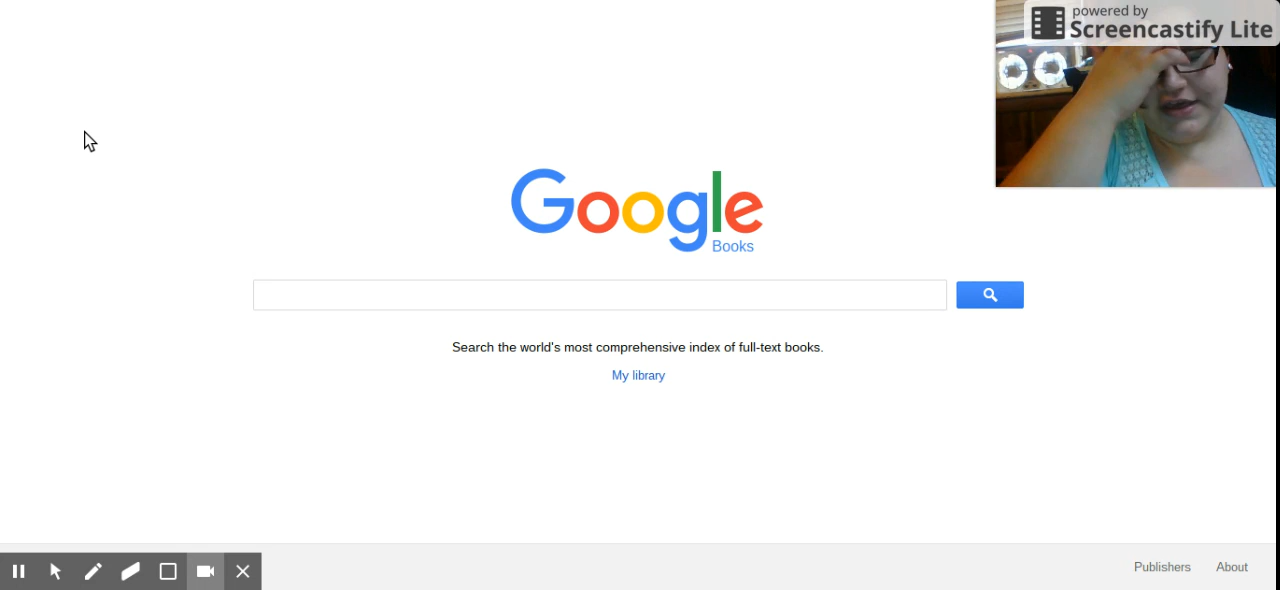 powered by
Screencastify Lite
Google
Books
Search the world's most comprehensive index of full-text books.
My library
Publishers About